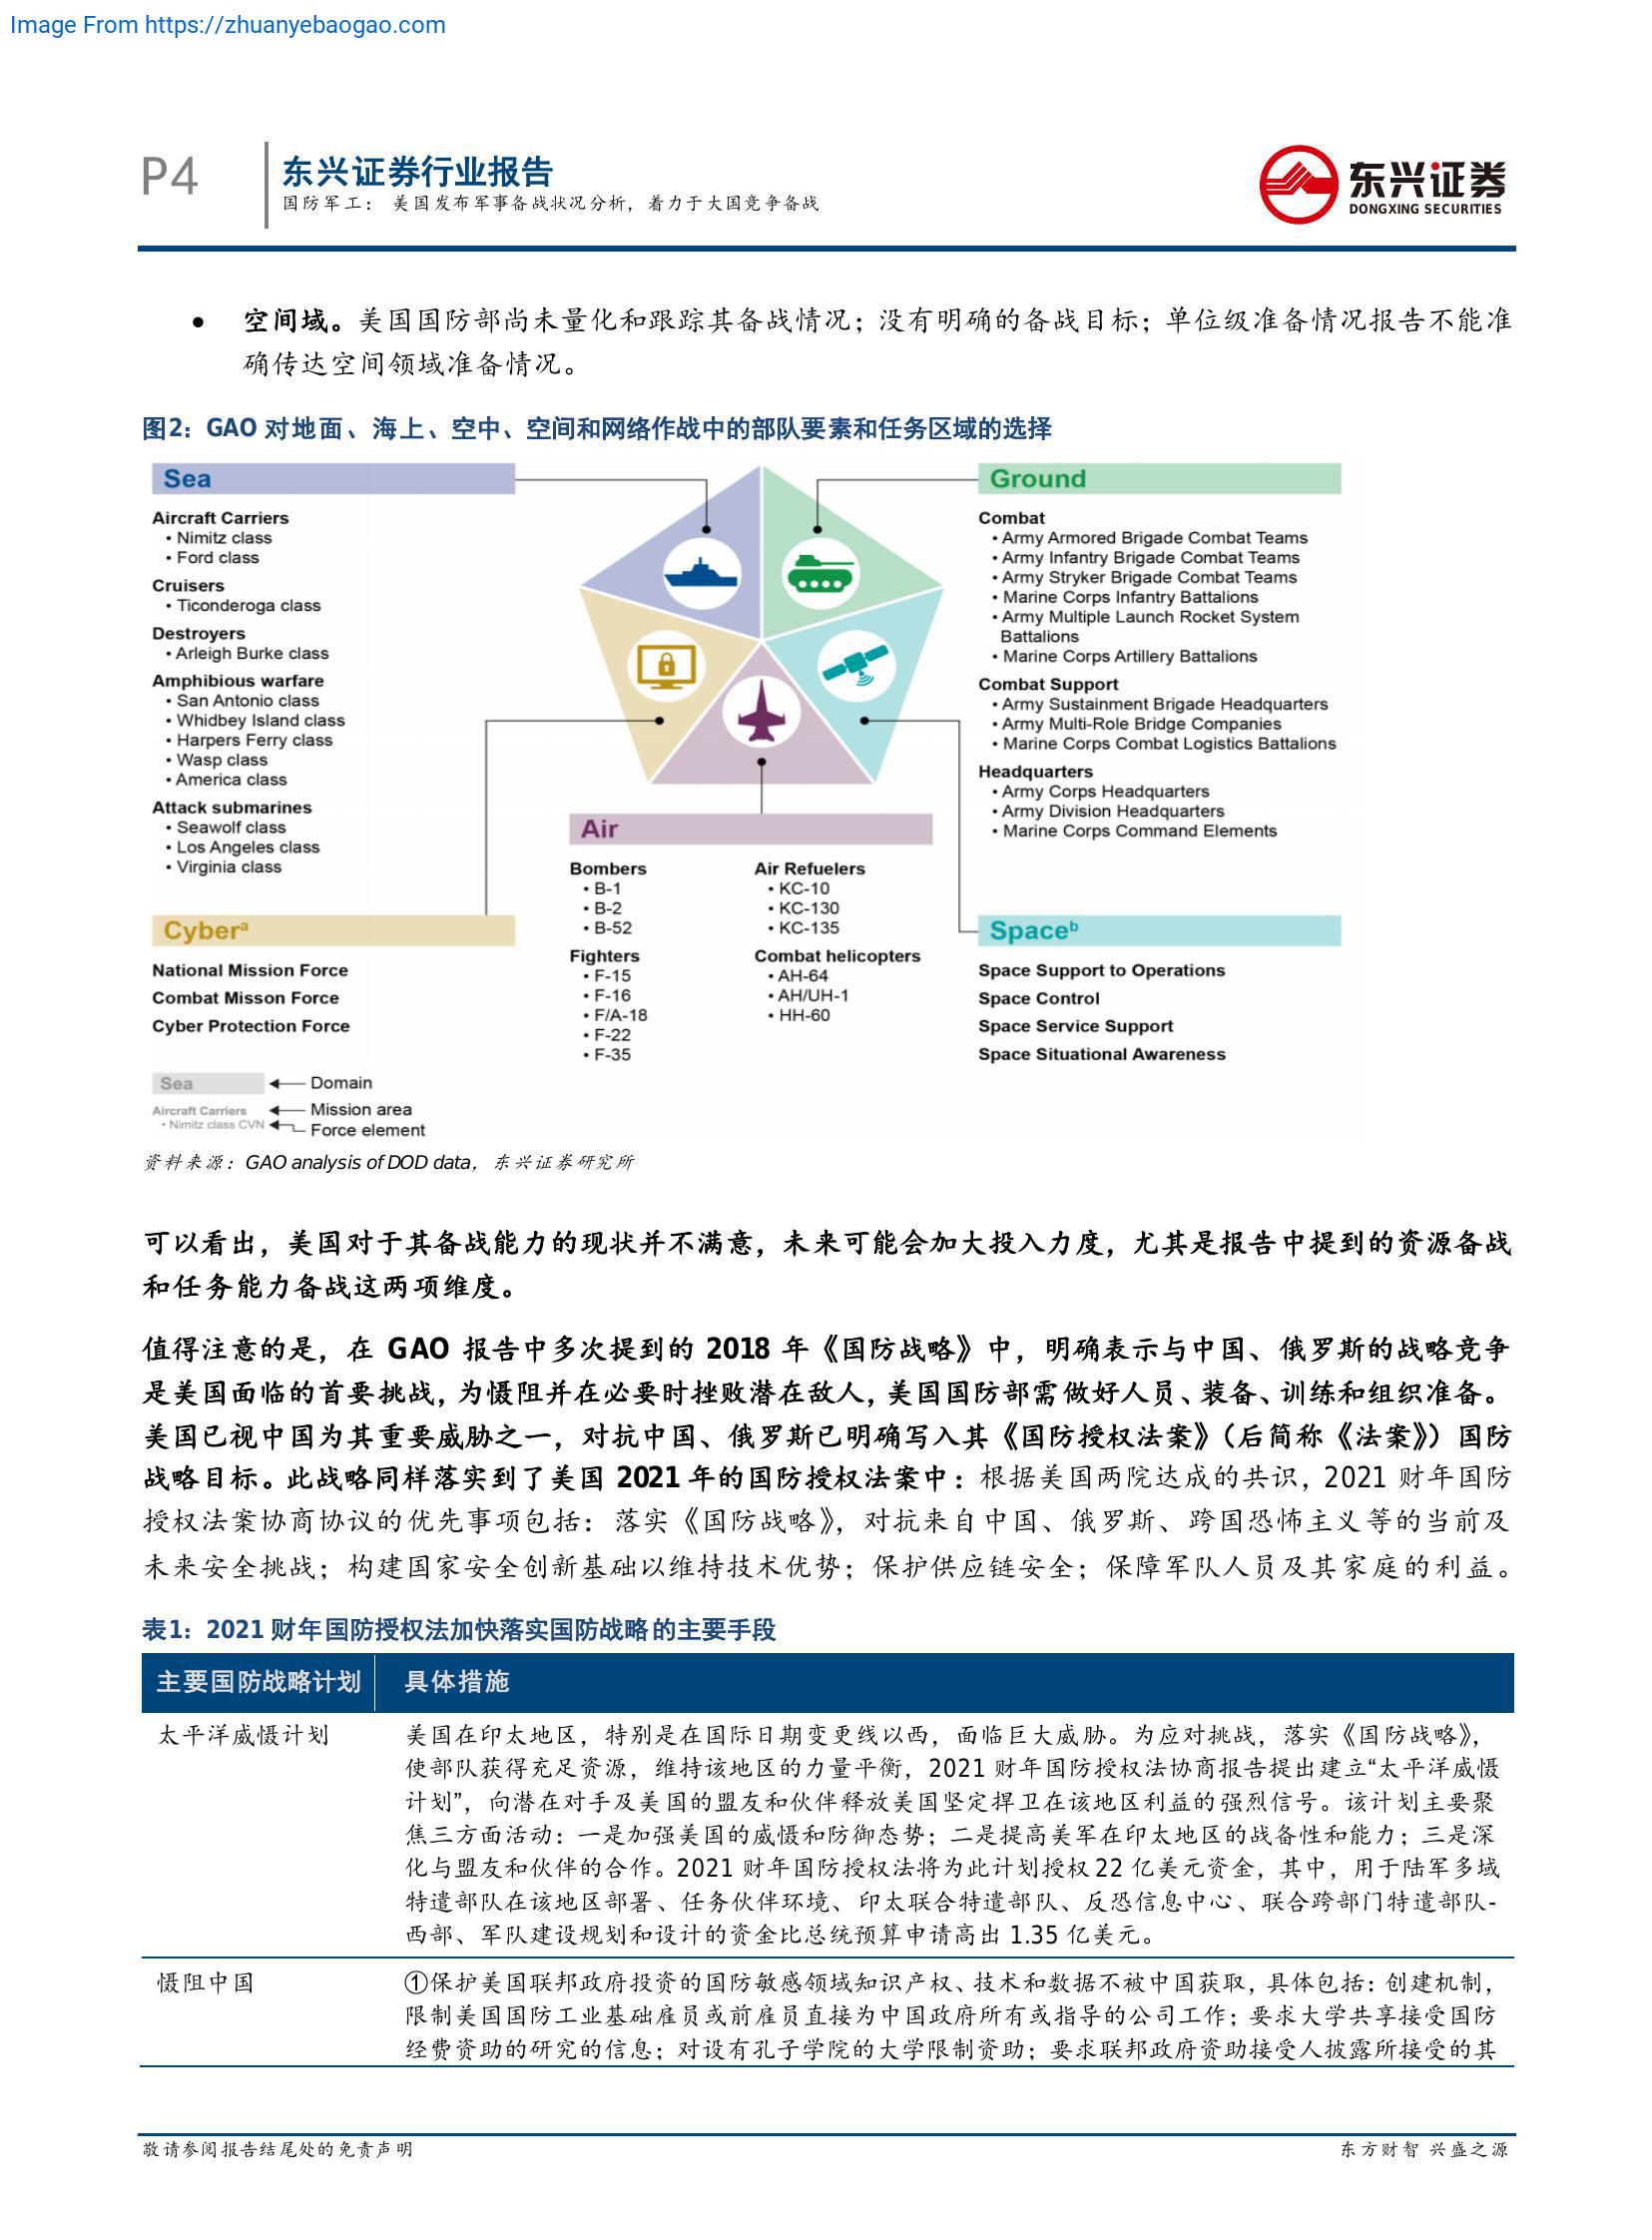 Image From https://zhuanyebaogao.com
P4
东兴证券行业报告
国防军工： 美国发布军事备战状况分析，着力于大国竞争备战
东兴证券
DONGXING SECURITIES
● 空间域。美国国防部尚未量化和跟踪其备战情况；没有明确的备战目标；单位级准备情况报告不能准
确传达空间领域准备情况。
图2：GAO 对地面、海上、空中、空间和网络作战中的部队要素和任务区域的选择
Sea
Aircraft Carriers
• Nimitz class
• Ford class
Cruisers
• Ticonderoga class
Destroyers
• Arleigh Burke class
Amphibious warfare
• San Antonio class
• Whidbey Island class
• Harpers Ferry class
• Wasp class
• America class
Attack submarines
• Seawolf class
• Los Angeles class
• Virginia class
Ground
Combat
• Army Armored Brigade Combat Teams
• Army Infantry Brigade Combat Teams
• Army Stryker Brigade Combat Teams
• Marine Corps Infantry Battalions
• Army Multiple Launch Rocket System
Battalions
• Marine Corps Artillery Battalions
Combat Support
• Army Sustainment Brigade Headquarters
• Army Multi-Role Bridge Companies
• Marine Corps Combat Logistics Battalions
Headquarters
• Army Corps Headquarters
• Army Division Headquarters
• Marine Corps Command Elements
Air
Bombers
• B-1
• B-2
• B-52
Fighters
• F-15
• F-16
• F/A-18
• F-22
• F-35
Air Refuelers
• KC-10
• KC-130
• KC-135
Combat helicopters
• AH-64
• AH/UH-1
• HH-60
Cyberᵃ
National Mission Force
Combat Misson Force
Cyber Protection Force
Spaceᵇ
Space Support to Operations
Space Control
Space Service Support
Space Situational Awareness
Sea Domain
Aircraft Carriers Mission area
• Nimitz class CVN Force element
资料来源：GAO analysis of DOD data，东兴证券研究所
可以看出，美国对于其备战能力的现状并不满意，未来可能会加大投入力度，尤其是报告中提到的资源备战
和任务能力备战这两项维度。
值得注意的是，在 GAO 报告中多次提到的 2018 年《国防战略》中，明确表示与中国、俄罗斯的战略竞争
是美国面临的首要挑战，为慑阻并在必要时挫败潜在敌人，美国国防部需做好人员、装备、训练和组织准备。
美国已视中国为其重要威胁之一，对抗中国、俄罗斯已明确写入其《国防授权法案》（后简称《法案》）国防
战略目标。此战略同样落实到了美国 2021 年的国防授权法案中：根据美国两院达成的共识，2021 财年国防
授权法案协商协议的优先事项包括：落实《国防战略》，对抗来自中国、俄罗斯、跨国恐怖主义等的当前及
未来安全挑战；构建国家安全创新基础以维持技术优势；保护供应链安全；保障军队人员及其家庭的利益。
表1：2021 财年国防授权法加快落实国防战略的主要手段
主要国防战略计划 具体措施
太平洋威慑计划 美国在印太地区，特别是在国际日期变更线以西，面临巨大威胁。为应对挑战，落实《国防战略》，
使部队获得充足资源，维持该地区的力量平衡，2021 财年国防授权法协商报告提出建立“太平洋威慑
计划”，向潜在对手及美国的盟友和伙伴释放美国坚定捍卫在该地区利益的强烈信号。该计划主要聚
焦三方面活动：一是加强美国的威慑和防御态势；二是提高美军在印太地区的战备性和能力；三是深
化与盟友和伙伴的合作。2021 财年国防授权法将为此计划授权 22 亿美元资金，其中，用于陆军多域
特遣部队在该地区部署、任务伙伴环境、印太联合特遣部队、反恐信息中心、联合跨部门特遣部队-
西部、军队建设规划和设计的资金比总统预算申请高出 1.35 亿美元。
慑阻中国 ①保护美国联邦政府投资的国防敏感领域知识产权、技术和数据不被中国获取，具体包括：创建机制，
限制美国国防工业基础雇员或前雇员直接为中国政府所有或指导的公司工作；要求大学共享接受国防
经费资助的研究的信息；对设有孔子学院的大学限制资助；要求联邦政府资助接受人披露所接受的其
敬请参阅报告结尾处的免责声明
东方财智 兴盛之源